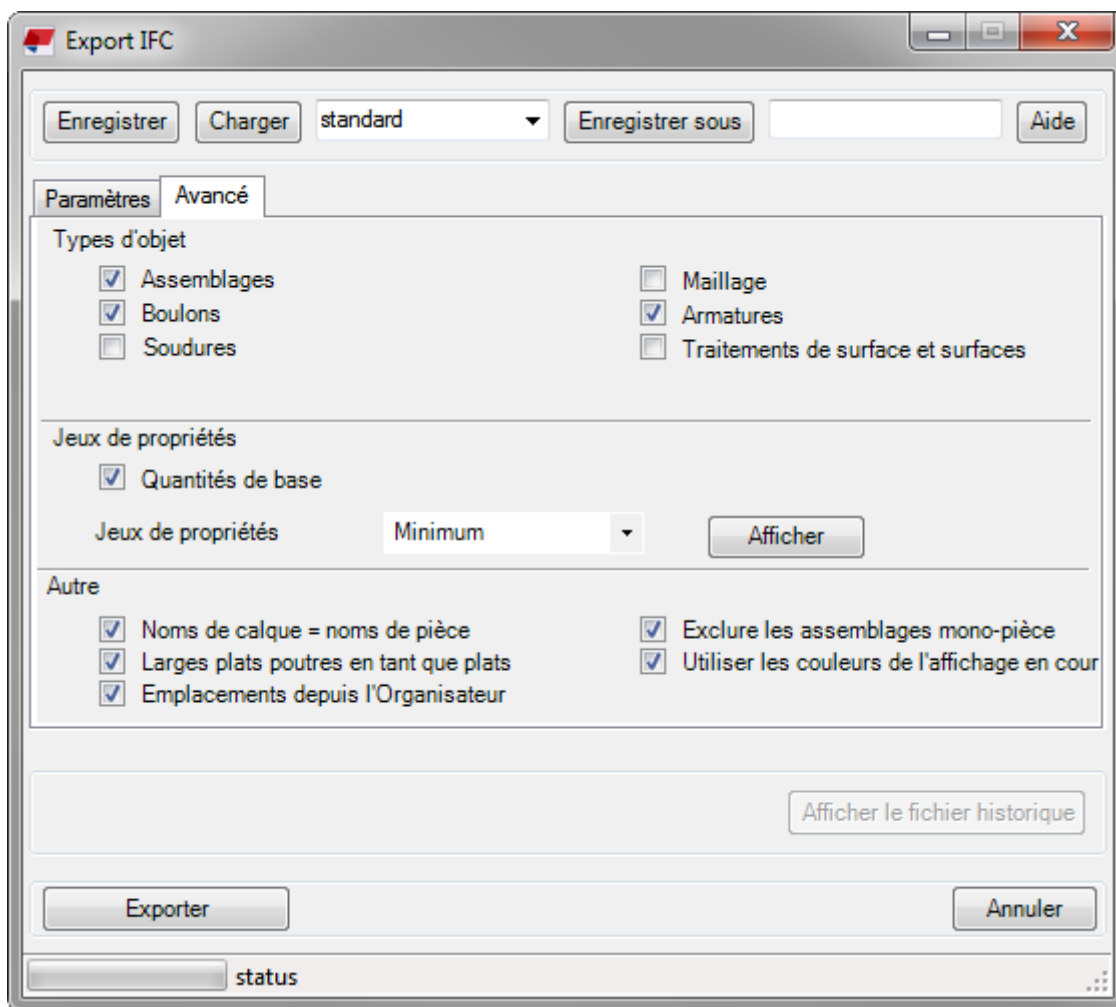 Export IFC
Enregistrer Charger standard Enregistrer sous Aide
Paramètres Avancé
Types d'objet
Assemblages Maillage
Boulons Armatures
Soudures Traitements de surface et surfaces
Jeux de propriétés
Quantités de base
Jeux de propriétés Minimum Afficher
Autre
Noms de calque = noms de pièce Exclure les assemblages mono-pièce
Larges plats poutres en tant que plats Utiliser les couleurs de l'affichage en cour
Emplacements depuis l'Organisateur
Afficher le fichier historique
Exporter Annuler
status